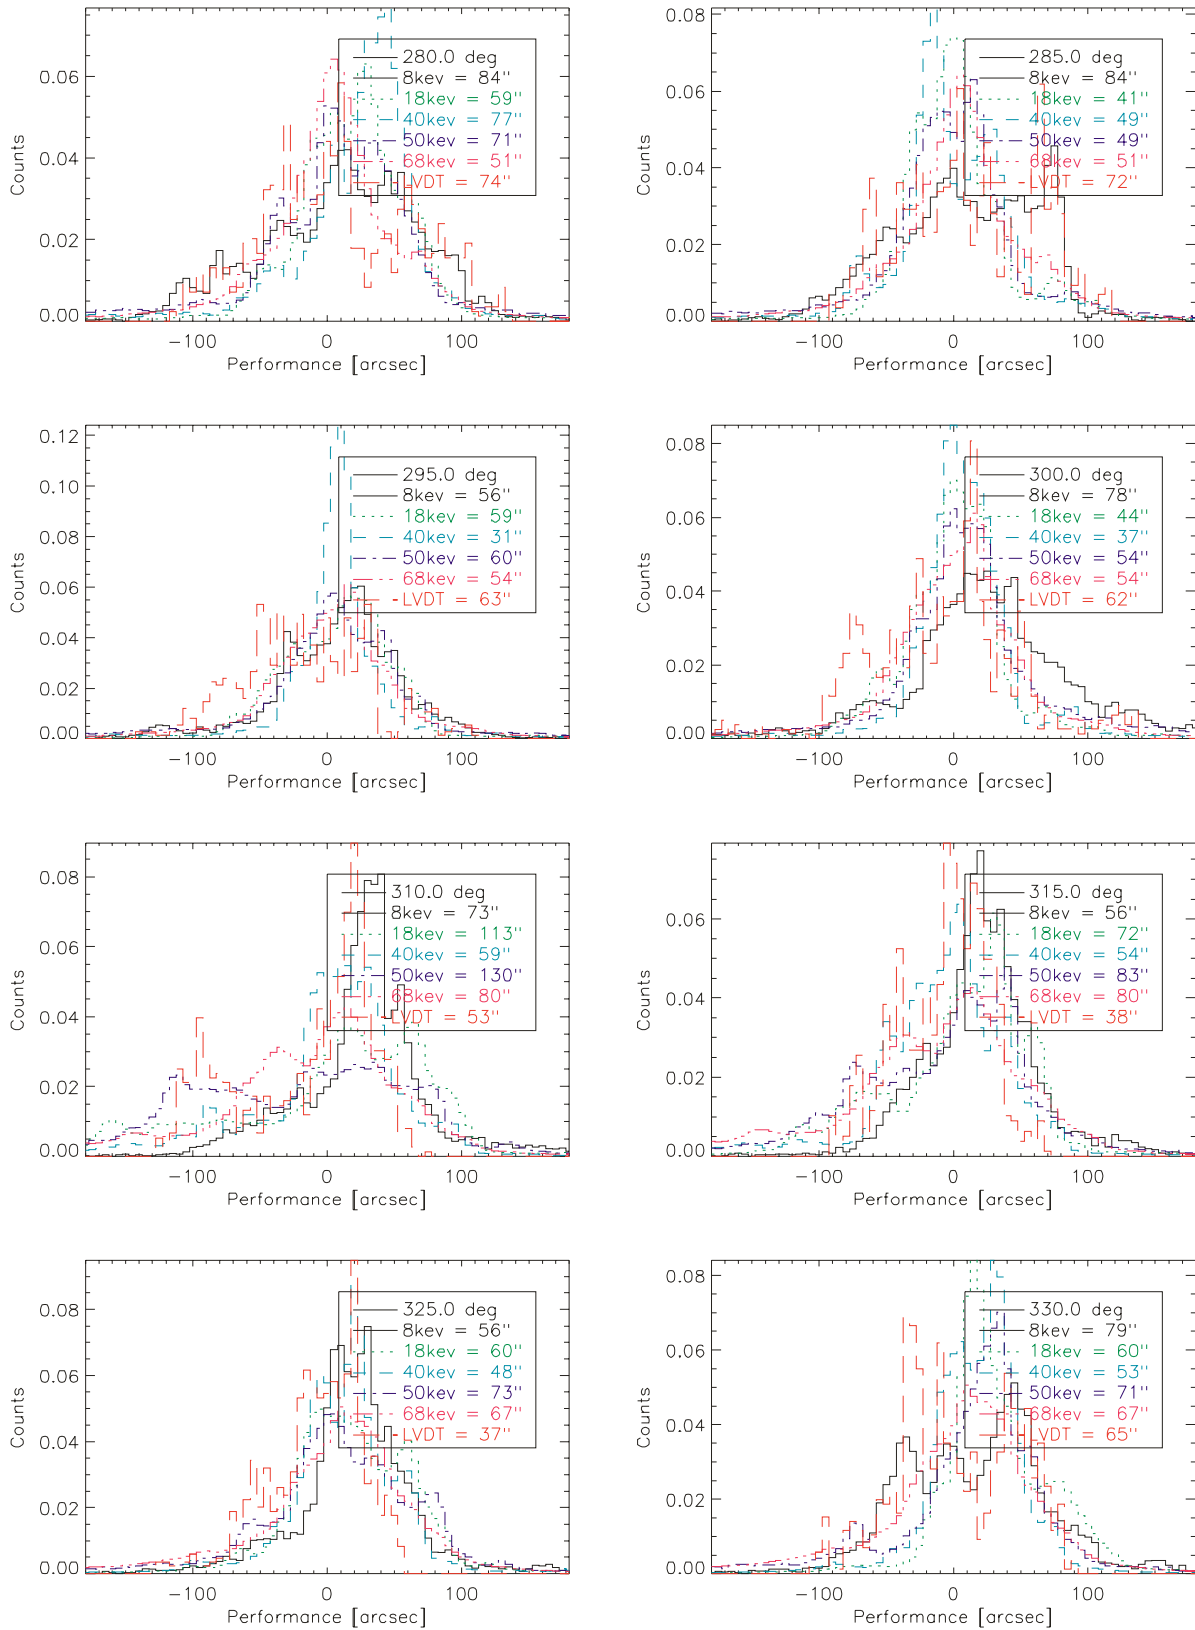 Counts
0.06
0.04
0.02
0.00
280.0 deg
8kev = 84"
18kev = 59"
40kev = 77"
50kev = 71"
68kev = 51"
LVDT = 74"
-100 0 100
Performance [arcsec]
Counts
0.08
0.06
0.04
0.02
0.00
285.0 deg
8kev = 84"
18kev = 41"
40kev = 49"
50kev = 49"
68kev = 51"
LVDT = 72"
-100 0 100
Performance [arcsec]
Counts
0.12
0.10
0.08
0.06
0.04
0.02
0.00
295.0 deg
8kev = 56"
18kev = 59"
40kev = 31"
50kev = 60"
68kev = 54"
LVDT = 63"
-100 0 100
Performance [arcsec]
Counts
0.08
0.06
0.04
0.02
0.00
300.0 deg
8kev = 78"
18kev = 44"
40kev = 37"
50kev = 54"
68kev = 54"
LVDT = 62"
-100 0 100
Performance [arcsec]
Counts
0.08
0.06
0.04
0.02
0.00
310.0 deg
8kev = 73"
18kev = 113"
40kev = 59"
50kev = 130"
68kev = 80"
LVDT = 53"
-100 0 100
Performance [arcsec]
Counts
0.06
0.04
0.02
0.00
315.0 deg
8kev = 56"
18kev = 72"
40kev = 54"
50kev = 83"
68kev = 80"
LVDT = 38"
-100 0 100
Performance [arcsec]
Counts
0.08
0.06
0.04
0.02
0.00
325.0 deg
8kev = 56"
18kev = 60"
40kev = 48"
50kev = 73"
68kev = 67"
LVDT = 37"
-100 0 100
Performance [arcsec]
Counts
0.08
0.06
0.04
0.02
0.00
330.0 deg
8kev = 79"
18kev = 60"
40kev = 53"
50kev = 71"
68kev = 67"
LVDT = 65"
-100 0 100
Performance [arcsec]